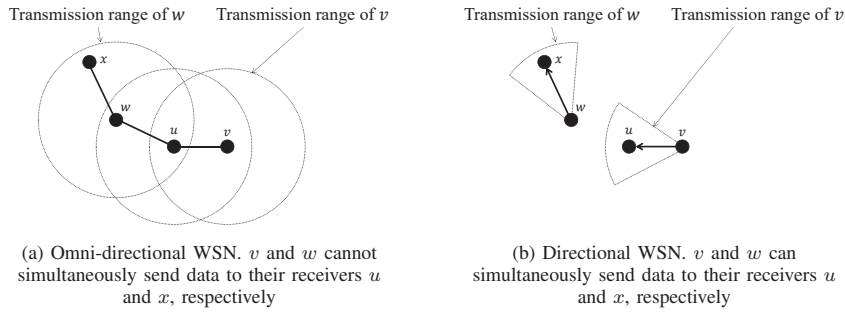 Transmission range of w
Transmission range of v
x
w
u
v
(a) Omni-directional WSN. v and w cannot
simultaneously send data to their receivers u
and x, respectively
Transmission range of w
Transmission range of v
x
w
u
v
(b) Directional WSN. v and w can
simultaneously send data to their receivers u
and x, respectively